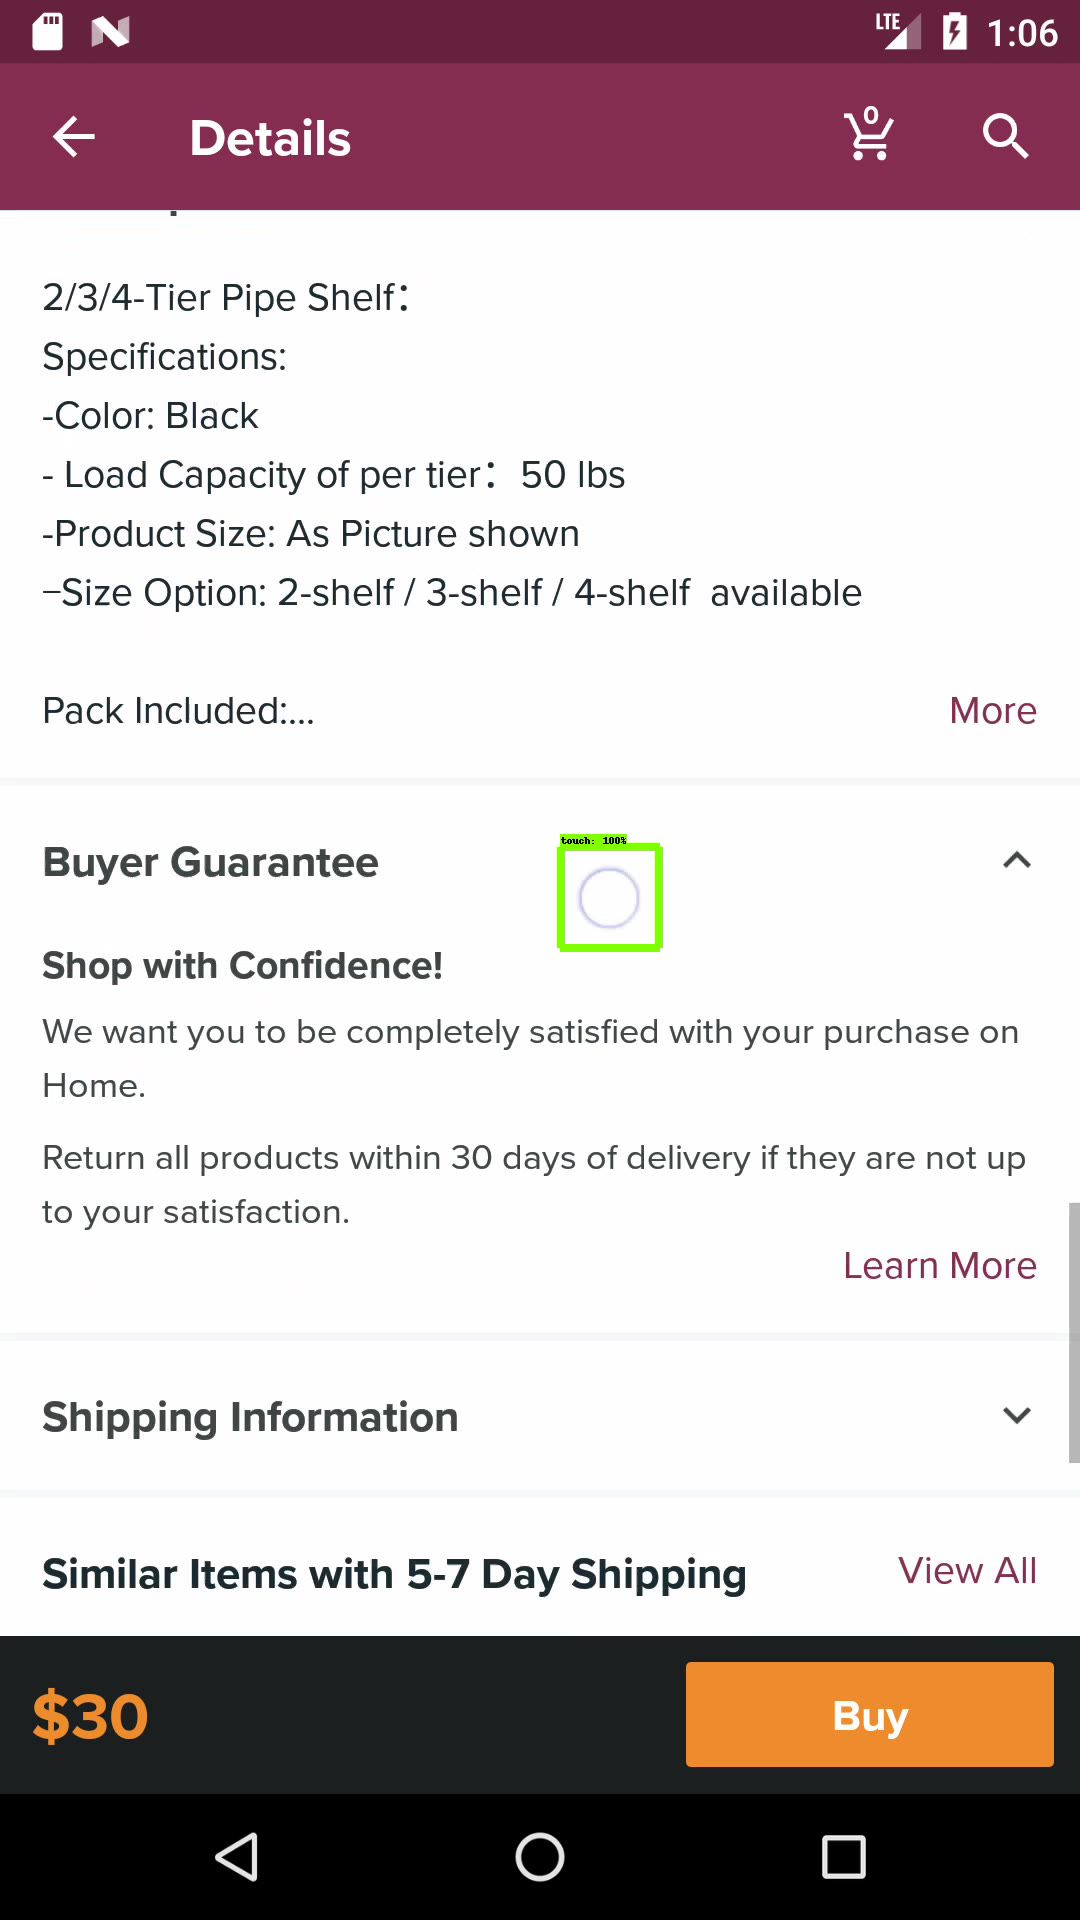 LTE 1:06
Details
0
2/3/4-Tier Pipe Shelf：
Specifications:
-Color: Black
- Load Capacity of per tier： 50 lbs
-Product Size: As Picture shown
–Size Option: 2-shelf / 3-shelf / 4-shelf  available
Pack Included:...
More
touch: 100%
Buyer Guarantee
Shop with Confidence!
We want you to be completely satisfied with your purchase on
Home.
Return all products within 30 days of delivery if they are not up
to your satisfaction.
Learn More
Shipping Information
Similar Items with 5-7 Day Shipping
View All
$30
Buy